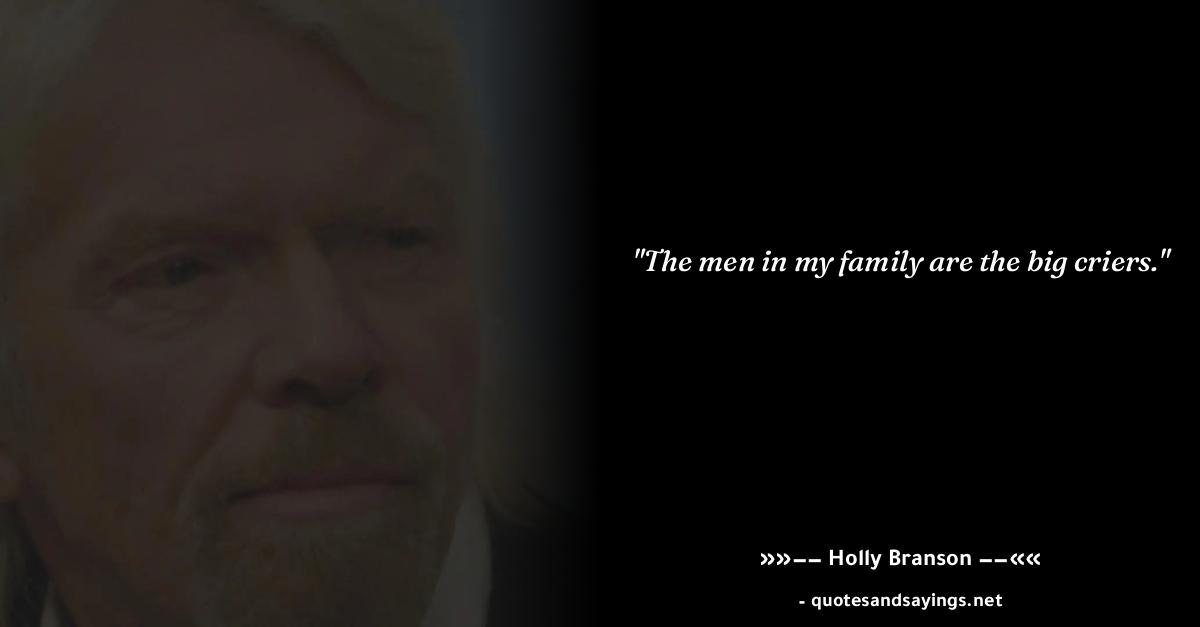 "The men in my family are the big criers."
»»−− Holly Branson −−««
- quotesandsayings.net